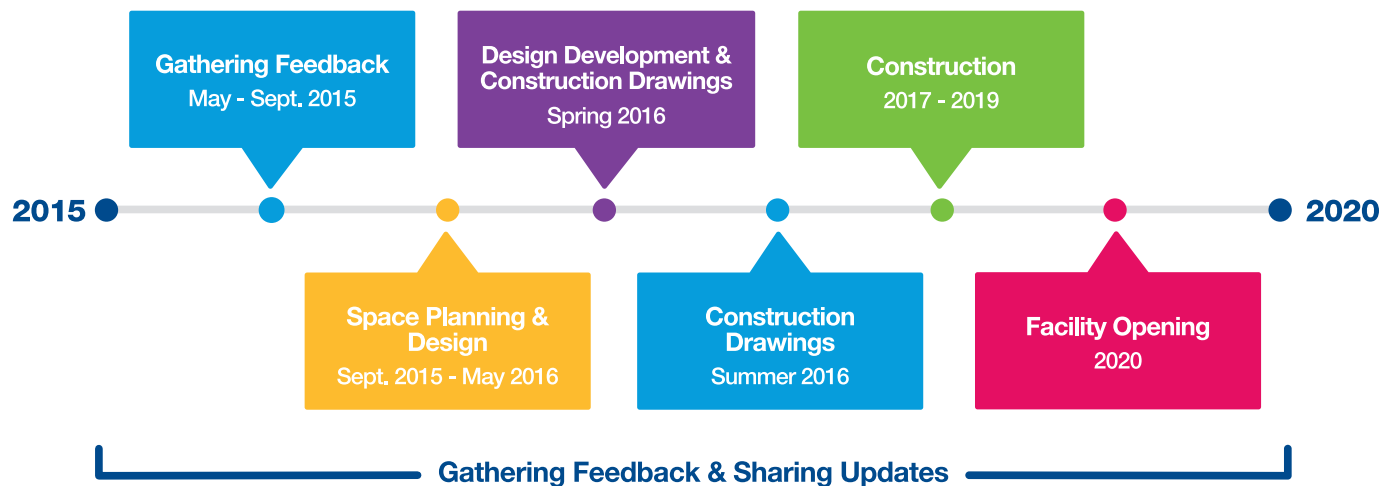 Gathering Feedback
May - Sept. 2015
Design Development &
Construction Drawings
Spring 2016
Construction
2017 - 2019
2015
2020
Space Planning &
Design
Sept. 2015 - May 2016
Construction
Drawings
Summer 2016
Facility Opening
2020
Gathering Feedback & Sharing Updates